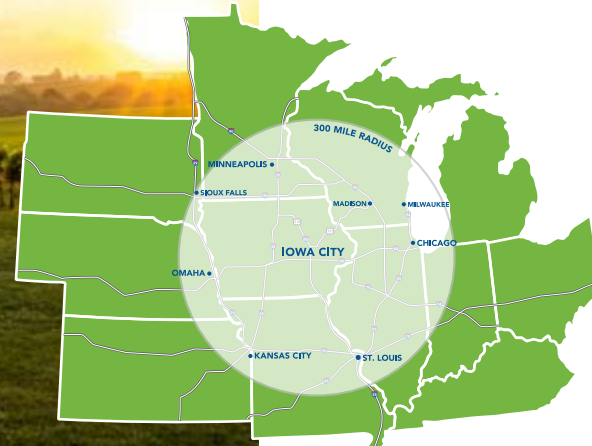 300 MILE RADIUS
MINNEAPOLIS
SIOUX FALLS
MADISON
MILWAUKEE
CHICAGO
IOWA CITY
OMAHA
KANSAS CITY
ST. LOUIS